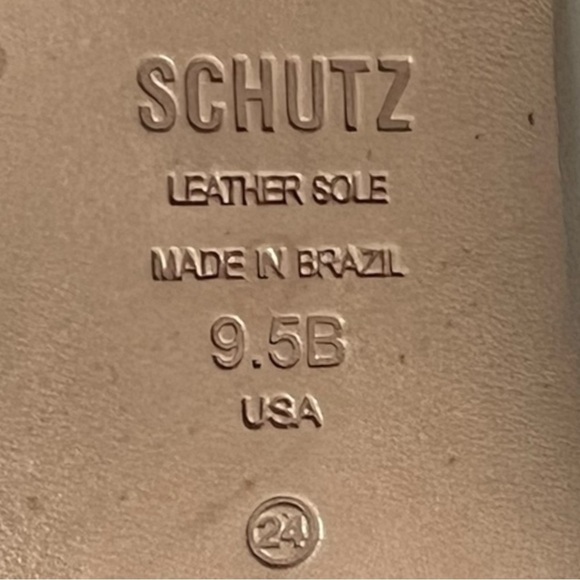 SCHUTZ
LEATHER SOLE
MADE IN BRAZIL
9.5B
USA
24